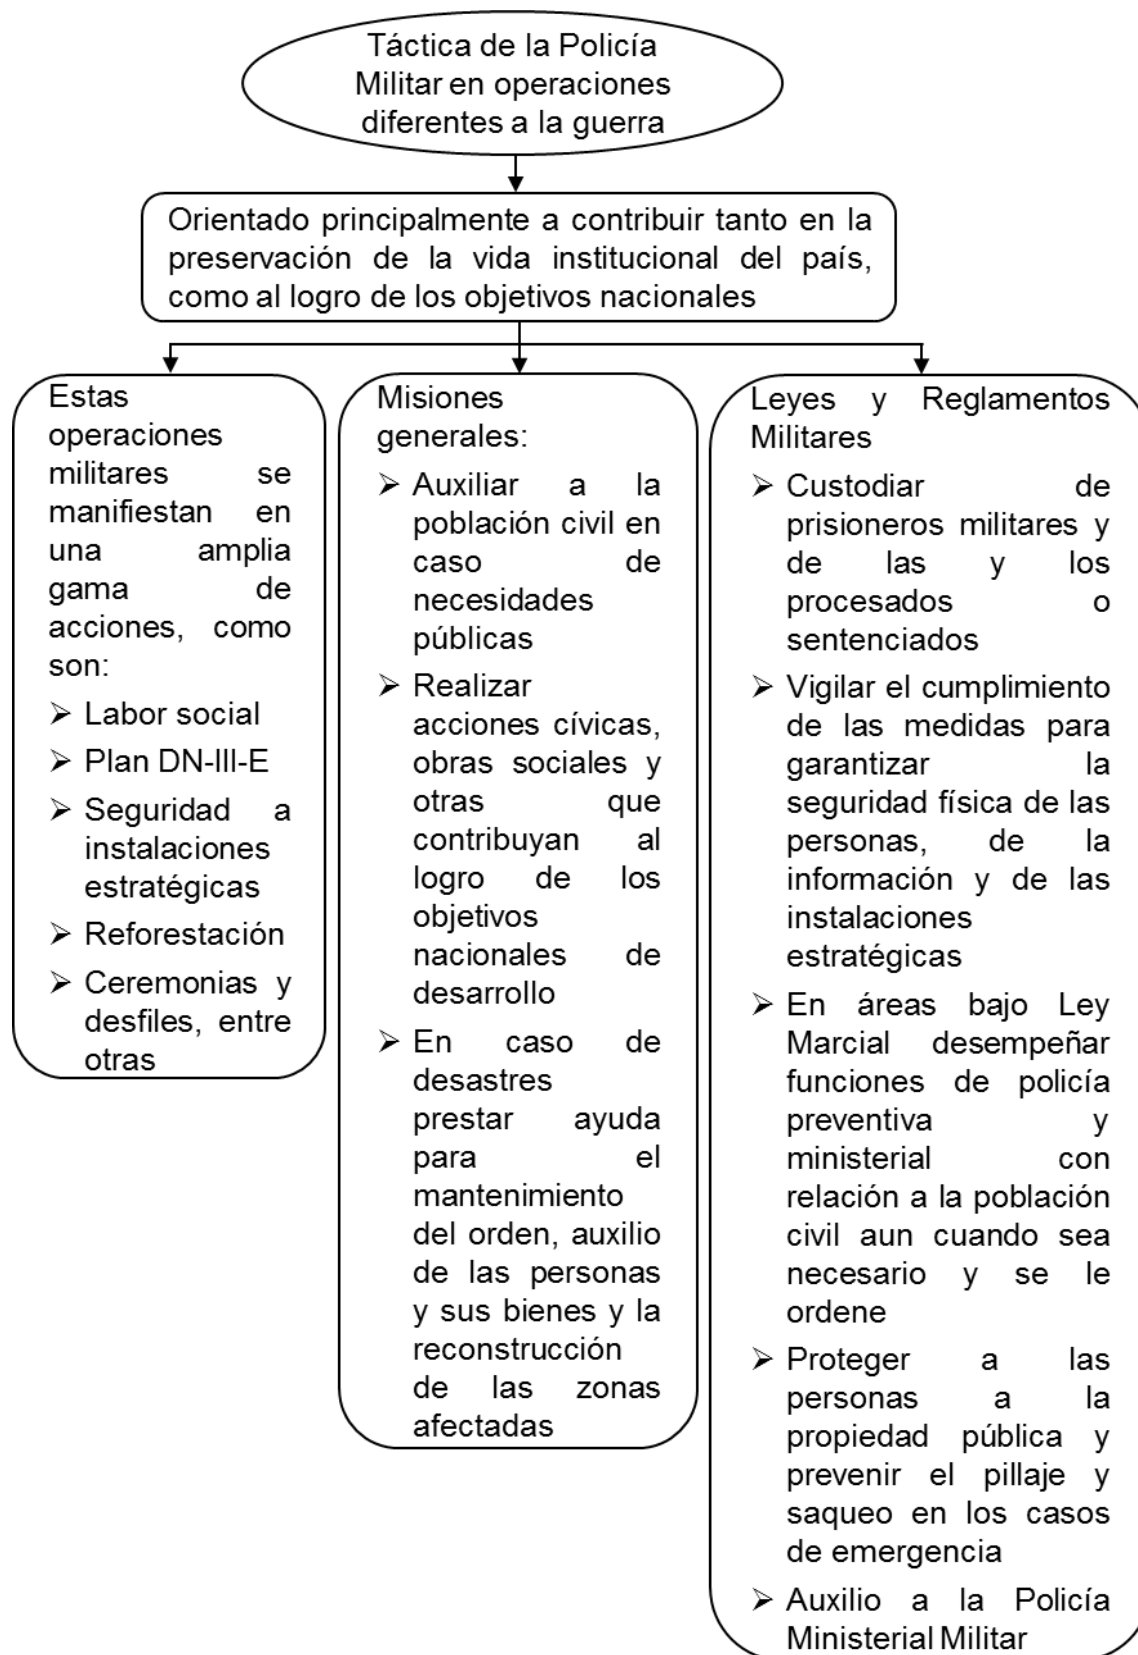 Táctica de la Policía
Militar en operaciones
diferentes a la guerra
Orientado principalmente a contribuir tanto en la
preservación de la vida institucional del país,
como al logro de los objetivos nacionales
Estas
operaciones
militares se
manifiestan en
una amplia
gama de
acciones, como
son:
➢ Labor social
➢ Plan DN-III-E
➢ Seguridad a
instalaciones
estratégicas
➢ Reforestación
➢ Ceremonias y
desfiles, entre
otras
Misiones
generales:
➢ Auxiliar a la
población civil en
caso de
necesidades
públicas
➢ Realizar
acciones cívicas,
obras sociales y
otras que
contribuyan al
logro de los
objetivos
nacionales de
desarrollo
➢ En caso de
desastres
prestar ayuda
para el
mantenimiento
del orden, auxilio
de las personas
y sus bienes y la
reconstrucción
de las zonas
afectadas
Leyes y Reglamentos
Militares
➢ Custodiar de
prisioneros militares y
de las y los
procesados o
sentenciados
➢ Vigilar el cumplimiento
de las medidas para
garantizar la
seguridad física de las
personas, de la
información y de las
instalaciones
estratégicas
➢ En áreas bajo Ley
Marcial desempeñar
funciones de policía
preventiva y
ministerial con
relación a la población
civil aun cuando sea
necesario y se le
ordene
➢ Proteger a las
personas a la
propiedad pública y
prevenir el pillaje y
saqueo en los casos
de emergencia
➢ Auxilio a la Policía
Ministerial Militar